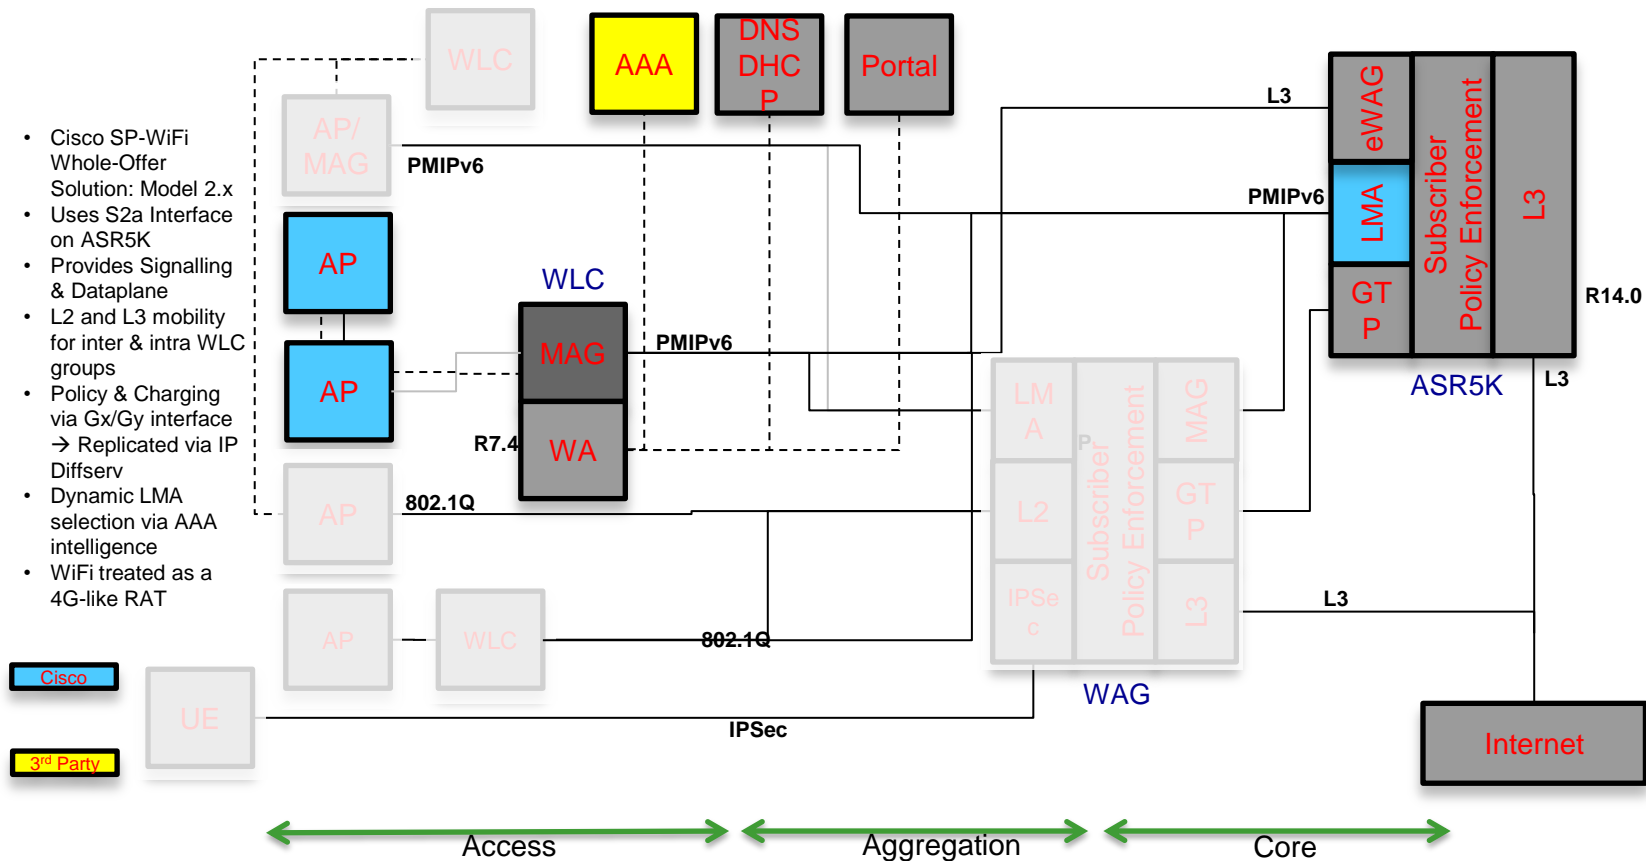 WLC
AAA
DNS
DHC
P
Portal
AP/
MAG
PMIPv6
L3
eWAG
Subscriber
Policy Enforcement
L3
PMIPv6
LMA
GT
P
R14.0
ASR5K
L3
• Cisco SP-WiFi
Whole-Offer
Solution: Model 2.x
• Uses S2a Interface
on ASR5K
• Provides Signalling
& Dataplane
• L2 and L3 mobility
for inter & intra WLC
groups
• Policy & Charging
via Gx/Gy interface
→ Replicated via IP
Diffserv
• Dynamic LMA
selection via AAA
intelligence
• WiFi treated as a
4G-like RAT
AP
AP
WLC
MAG
PMIPv6
R7.4
WA
AP
802.1Q
AP
WLC
802.1Q
LM
A
L2
IPSe
c
Subscriber
Policy Enforcement
P
MAG
GT
P
L3
L3
WAG
Cisco
3rd Party
UE
IPSec
Internet
Access
Aggregation
Core